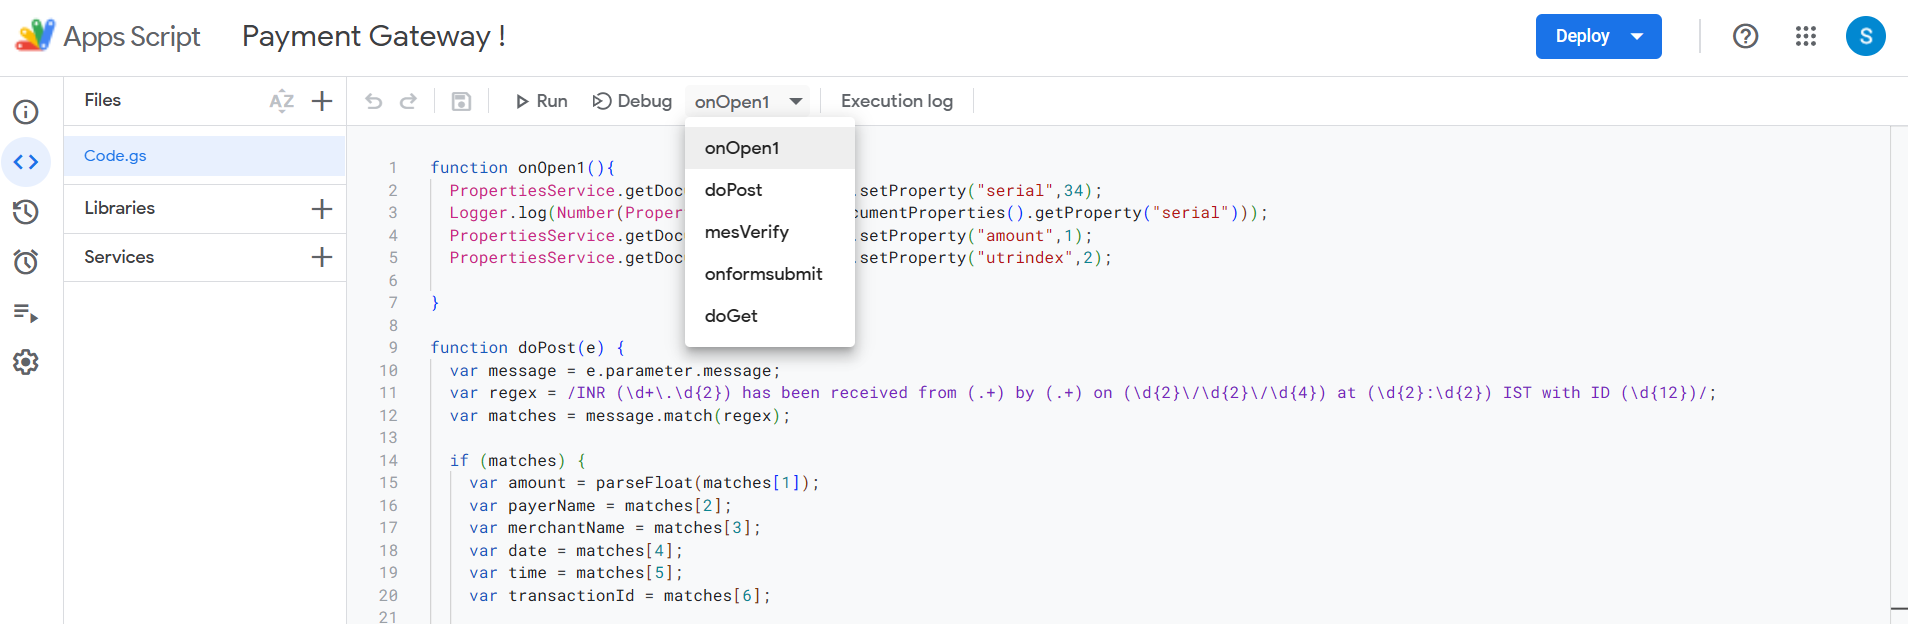 Apps Script
Payment Gateway !
Deploy
S
Files
AZ
Run
Debug
onOpen1
Execution log
Code.gs
Libraries
Services
onOpen1
doPost
mesVerify
onformsubmit
doGet
1 function onOpen1(){
2 PropertiesService.getDoc .setProperty("serial",34);
3 Logger.log(Number(Proper cumentProperties().getProperty("serial")));
4 PropertiesService.getDoc .setProperty("amount",1);
5 PropertiesService.getDoc .setProperty("utrindex",2);
6
7 }
8
9 function doPost(e) {
10 var message = e.parameter.message;
11 var regex = /INR (\d+\.\d{2}) has been received from (.+) by (.+) on (\d{2}\/\d{2}\/\d{4}) at (\d{2}:\d{2}) IST with ID (\d{12})/;
12 var matches = message.match(regex);
13
14 if (matches) {
15 var amount = parseFloat(matches[1]);
16 var payerName = matches[2];
17 var merchantName = matches[3];
18 var date = matches[4];
19 var time = matches[5];
20 var transactionId = matches[6];
21